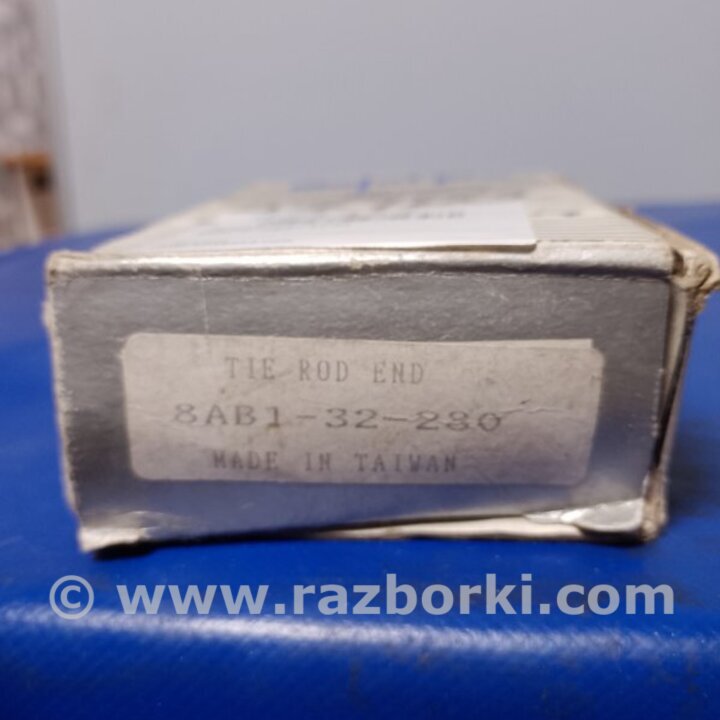 TIE ROD END
8AB1-32-280
MADE IN TAIWAN
© www.razborki.com